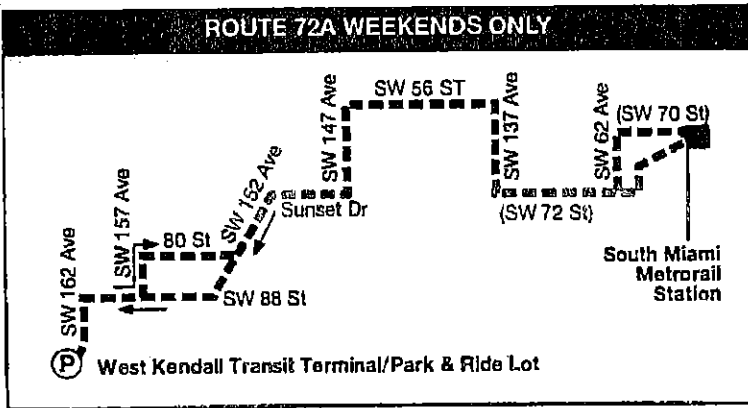 ROUTE 72A WEEKENDS ONLY
SW 56 ST
SW 147 Ave
SW 137 Ave
SW 62 Ave
(SW 70 St)
SW 152 Ave
Sunset Dr
(SW 72 St)
SW 162 Ave
SW 157 Ave
80 St
SW 88 St
South Miami
Metrorail
Station
P
West Kendall Transit Terminal/Park & Ride Lot